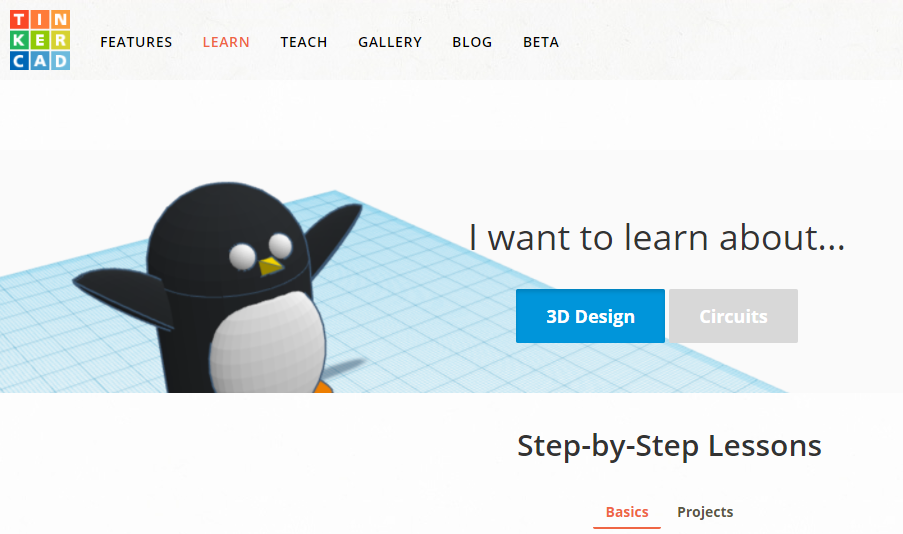 TIN
KER
CAD
FEATURES LEARN TEACH GALLERY BLOG BETA
I want to learn about...
3D Design Circuits
Step-by-Step Lessons
Basics Projects